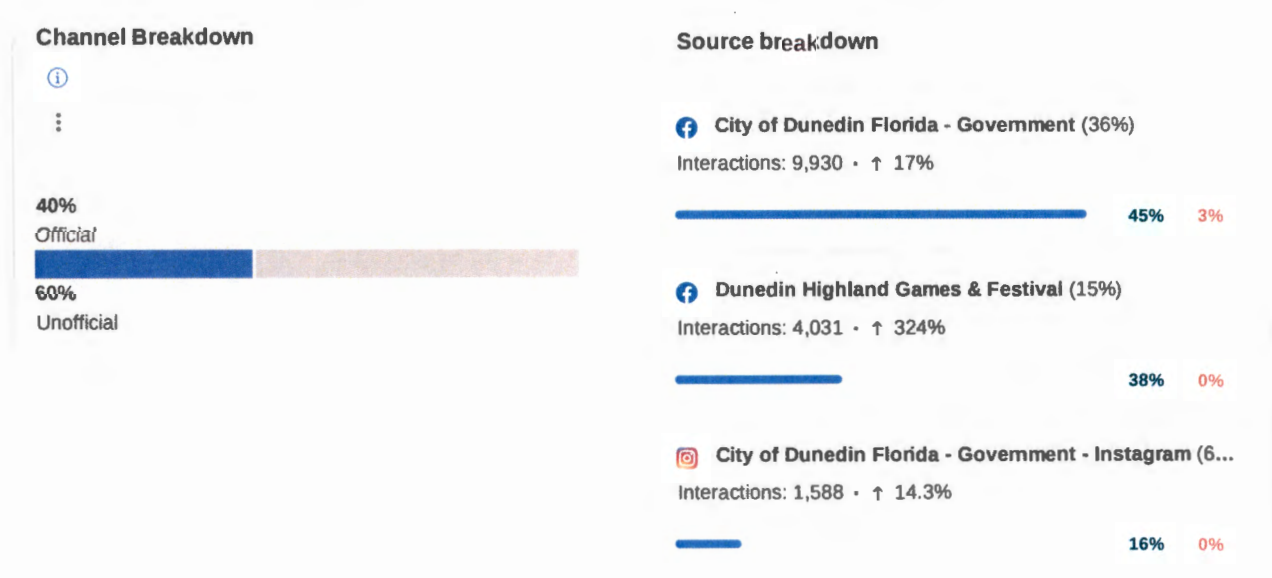 Channel Breakdown
40%
Official
60%
Unofficial
Source breakdown
City of Dunedin Florida - Government (36%)
Interactions: 9,930 · ↑ 17%
45% 3%
Dunedin Highland Games & Festival (15%)
Interactions: 4,031 · ↑ 324%
38% 0%
City of Dunedin Florida - Government - Instagram (6...
Interactions: 1,588 · ↑ 14.3%
16% 0%